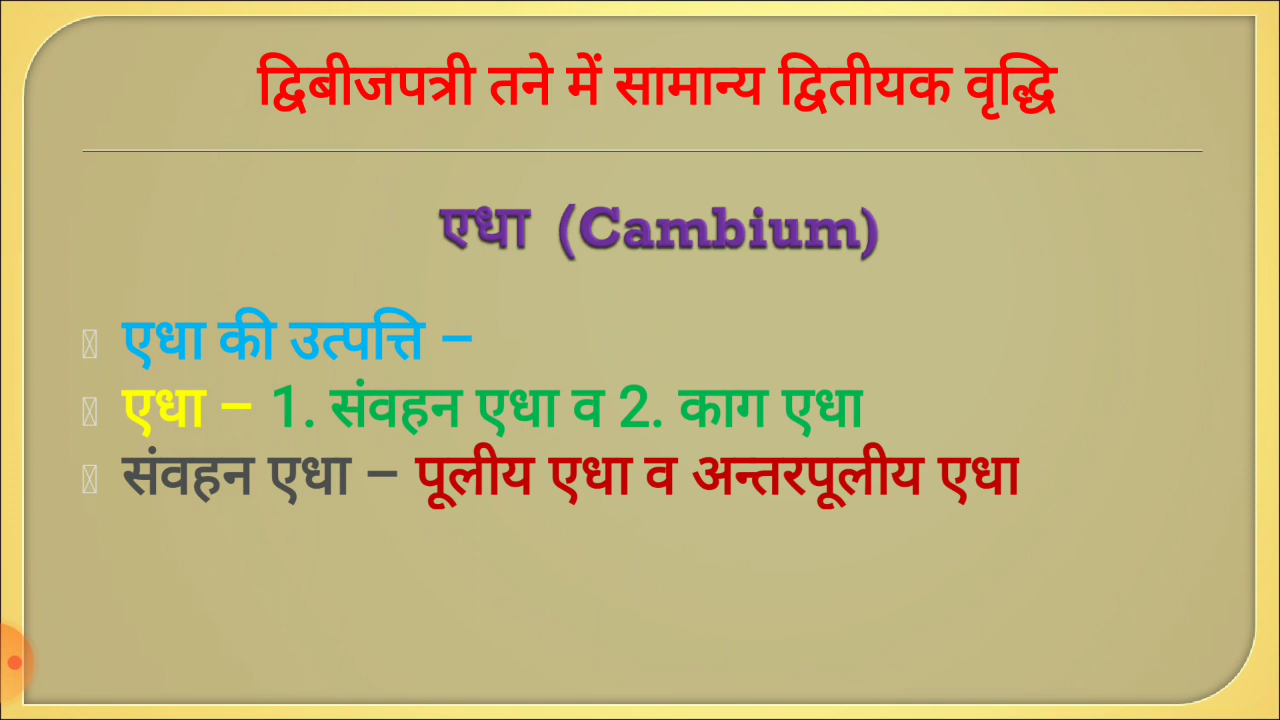 द्विबीजपत्री तने में सामान्य द्वितीयक वृद्धि
एधा (Cambium)
एधा की उत्पत्ति –
एधा – 1. संवहन एधा व 2. काग एधा
संवहन एधा – पूलीय एधा व अन्तरपूलीय एधा